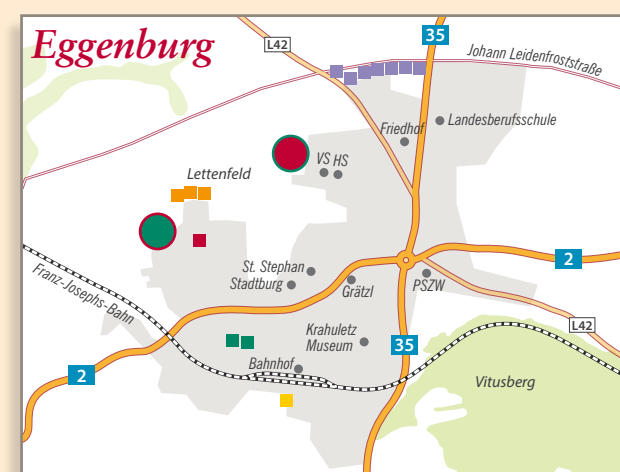 Eggenburg
L42
35
Johann Leidenfroststraße
Friedhof
Landesberufsschule
VS HS
Lettenfeld
St. Stephan
Stadtburg
Grätzl
PSZW
2
Franz-Josephs-Bahn
L42
Krahuletz
Museum
35
Bahnhof
2
Vitusberg